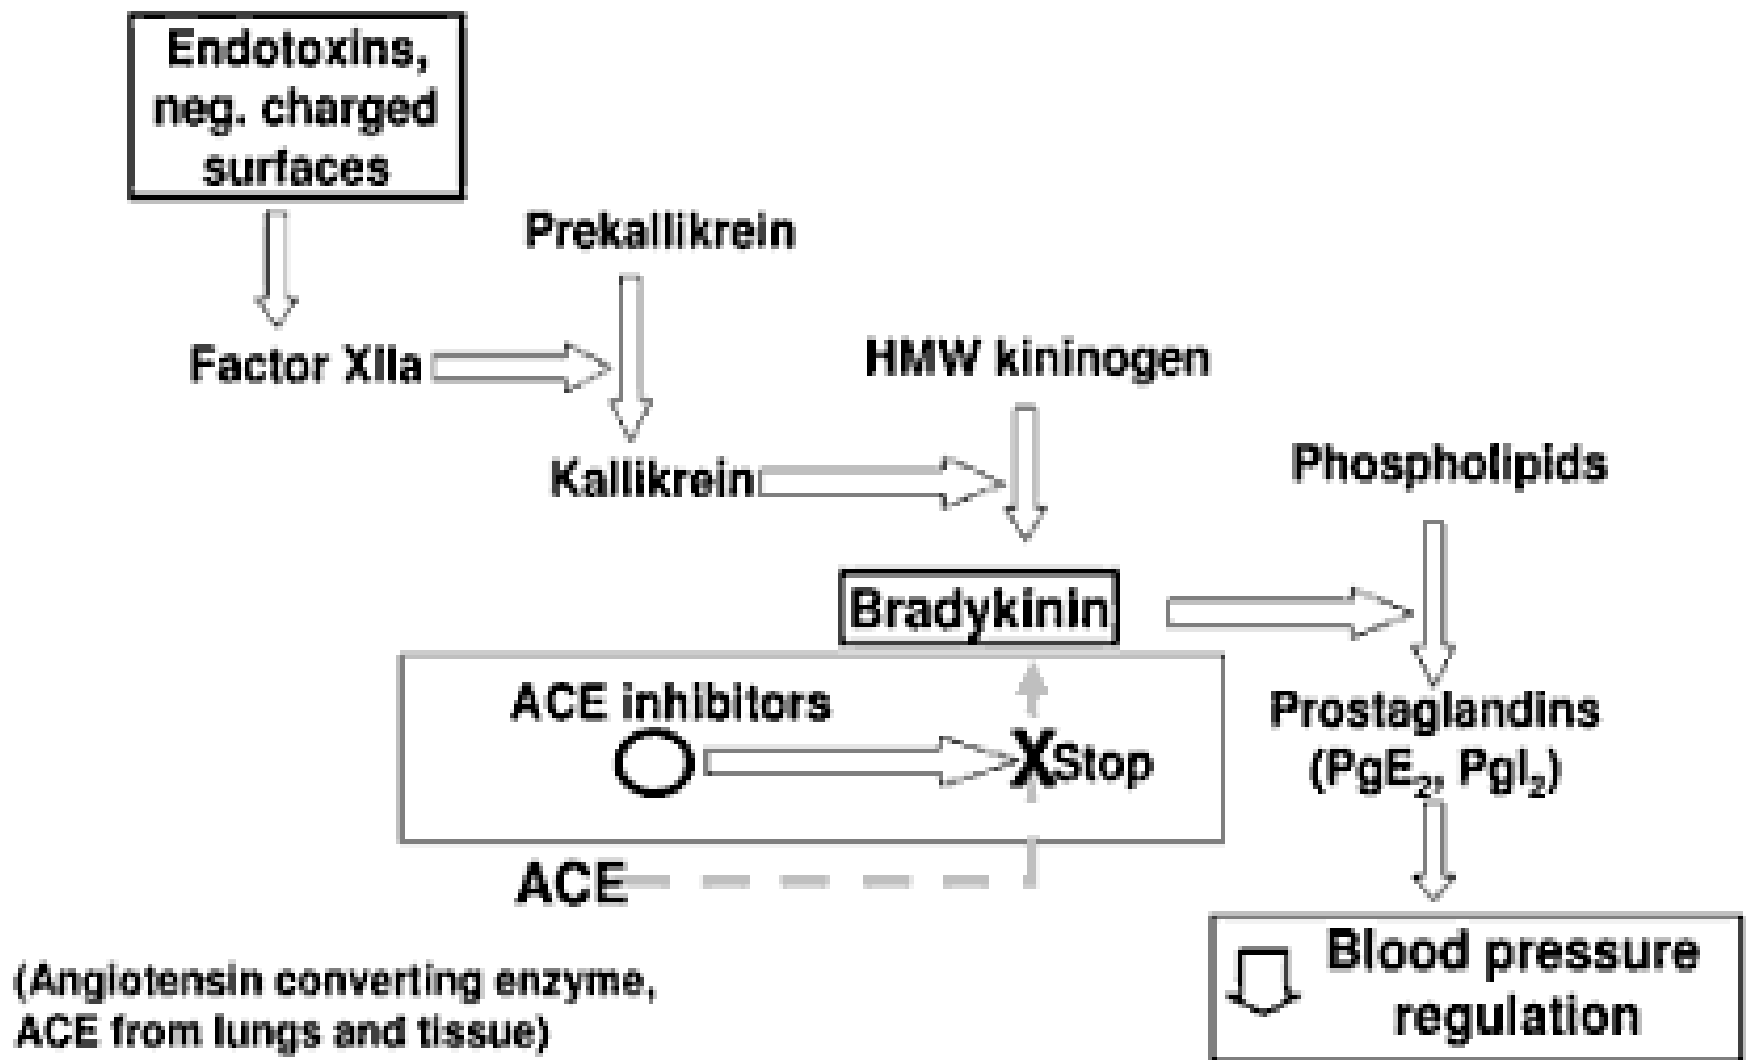 Endotoxins,
neg. charged
surfaces
Prekallikrein
Factor XIIa
HMW kininogen
Kallikrein
Phospholipids
Bradykinin
ACE inhibitors
X Stop
Prostaglandins
(PgE₂, PgI₂)
ACE
Blood pressure
regulation
(Angiotensin converting enzyme,
ACE from lungs and tissue)